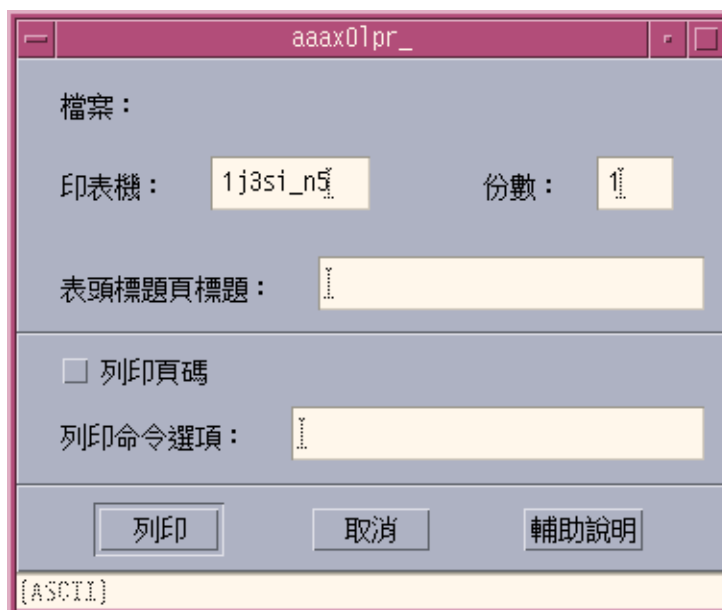 aaax0lpr_
檔案：
印表機： 1j3si_n5 份數： 1
表頭標題頁標題：
列印頁碼
列印命令選項：
列印 取消 輔助說明
[ASCII]